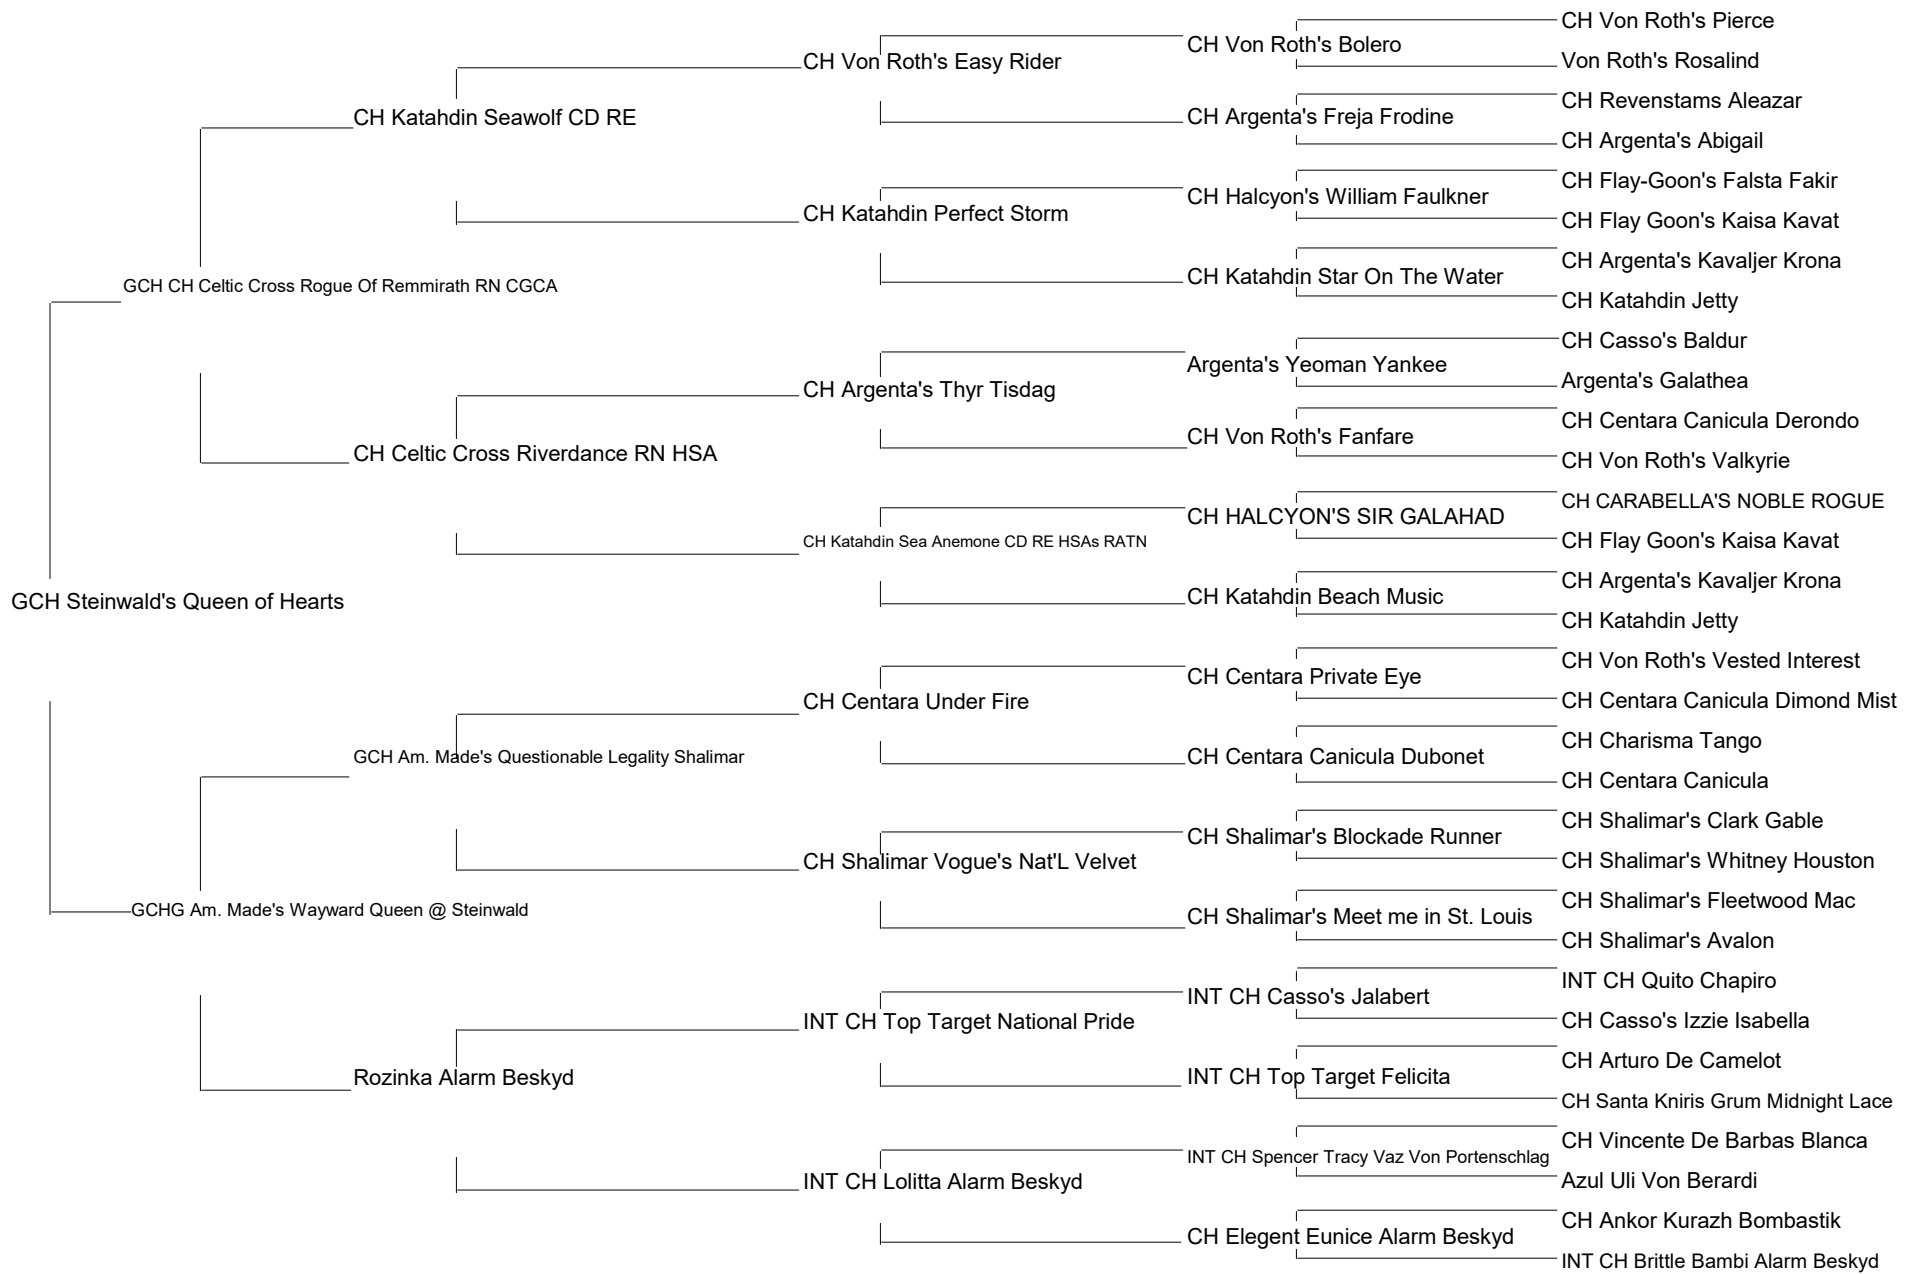 CH Von Roth's Pierce
CH Von Roth's Bolero
Von Roth's Rosalind
CH Von Roth's Easy Rider
CH Revenstams Aleazar
CH Katahdin Seawolf CD RE
CH Argenta's Freja Frodine
CH Argenta's Abigail
CH Flay-Goon's Falsta Fakir
CH Halcyon's William Faulkner
CH Katahdin Perfect Storm
CH Flay Goon's Kaisa Kavat
CH Argenta's Kavaljer Krona
CH Katahdin Star On The Water
GCH CH Celtic Cross Rogue Of Remmirath RN CGCA
CH Katahdin Jetty
CH Casso's Baldur
Argenta's Yeoman Yankee
Argenta's Galathea
CH Argenta's Thyr Tisdag
CH Centara Canicula Derondo
CH Von Roth's Fanfare
CH Celtic Cross Riverdance RN HSA
CH Von Roth's Valkyrie
CH CARABELLA'S NOBLE ROGUE
CH HALCYON'S SIR GALAHAD
CH Katahdin Sea Anemone CD RE HSAs RATN
CH Flay Goon's Kaisa Kavat
CH Argenta's Kavaljer Krona
CH Katahdin Beach Music
GCH Steinwald's Queen of Hearts
CH Katahdin Jetty
CH Von Roth's Vested Interest
CH Centara Private Eye
CH Centara Under Fire
CH Centara Canicula Dimond Mist
CH Charisma Tango
GCH Am. Made's Questionable Legality Shalimar
CH Centara Canicula Dubonet
CH Centara Canicula
CH Shalimar's Clark Gable
CH Shalimar's Blockade Runner
CH Shalimar Vogue's Nat'L Velvet
CH Shalimar's Whitney Houston
CH Shalimar's Fleetwood Mac
GCHG Am. Made's Wayward Queen @ Steinwald
CH Shalimar's Meet me in St. Louis
CH Shalimar's Avalon
INT CH Quito Chapiro
INT CH Casso's Jalabert
INT CH Top Target National Pride
CH Casso's Izzie Isabella
CH Arturo De Camelot
Rozinka Alarm Beskyd
INT CH Top Target Felicita
CH Santa Kniris Grum Midnight Lace
CH Vincente De Barbas Blanca
INT CH Spencer Tracy Vaz Von Portenschlag
INT CH Lolitta Alarm Beskyd
Azul Uli Von Berardi
CH Ankor Kurazh Bombastik
CH Elegent Eunice Alarm Beskyd
INT CH Brittle Bambi Alarm Beskyd